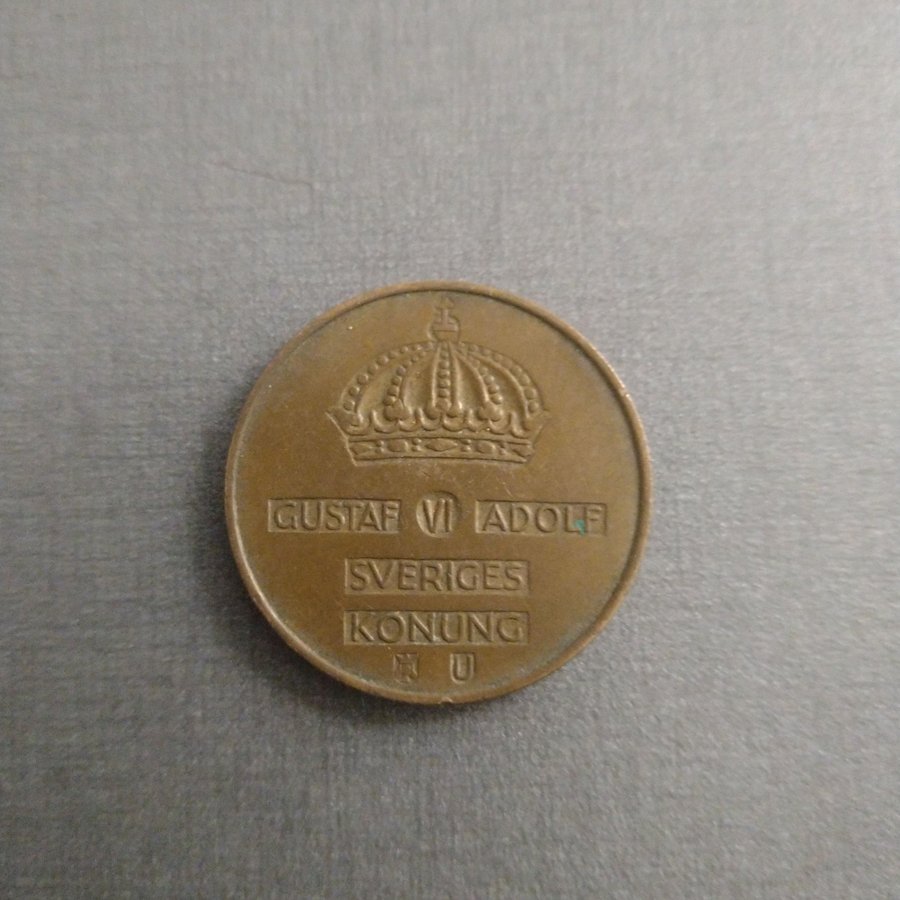 GUSTAF VI ADOLF
SVERIGES
KONUNG
U